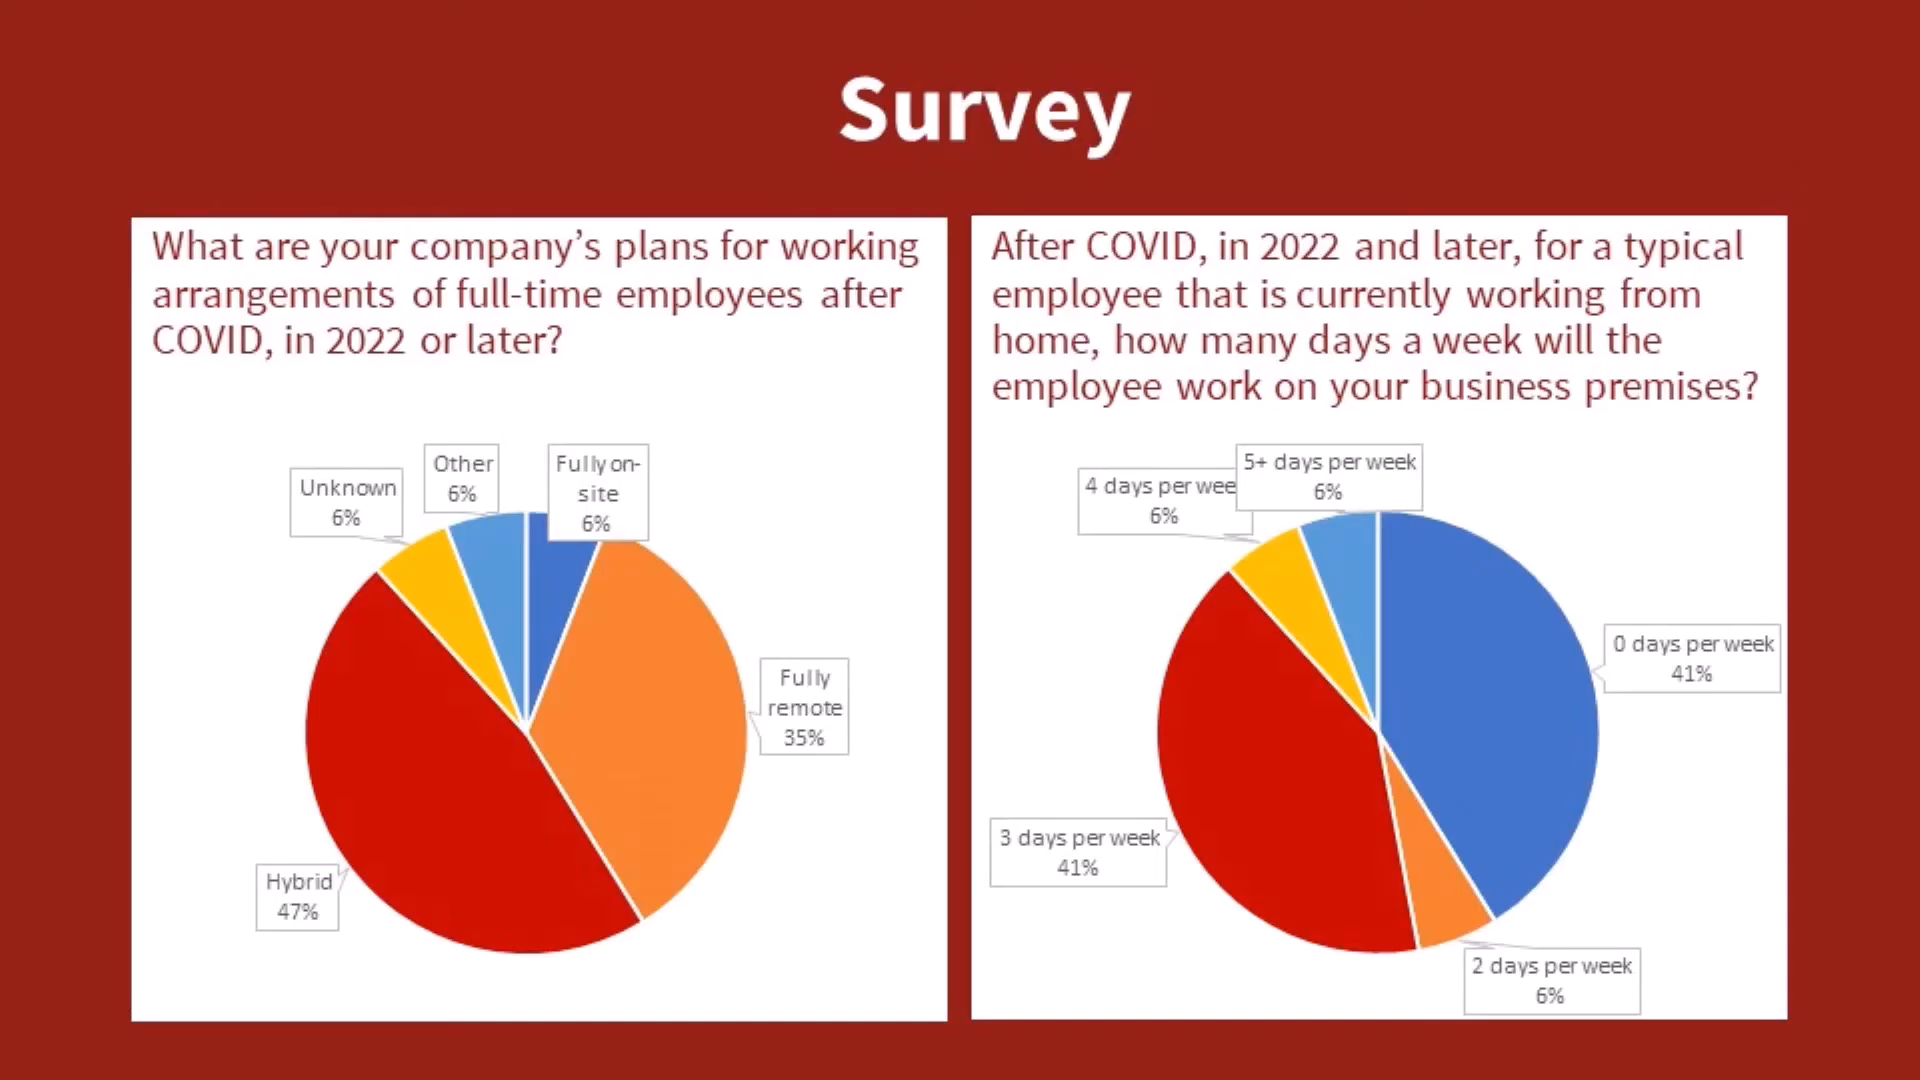 Survey
What are your company’s plans for working
arrangements of full-time employees after
COVID, in 2022 or later?
Unknown
6%
Other
6%
Fully on-
site
6%
Fully
remote
35%
Hybrid
47%
After COVID, in 2022 and later, for a typical
employee that is currently working from
home, how many days a week will the
employee work on your business premises?
4 days per wee
6%
5+ days per week
6%
0 days per week
41%
3 days per week
41%
2 days per week
6%